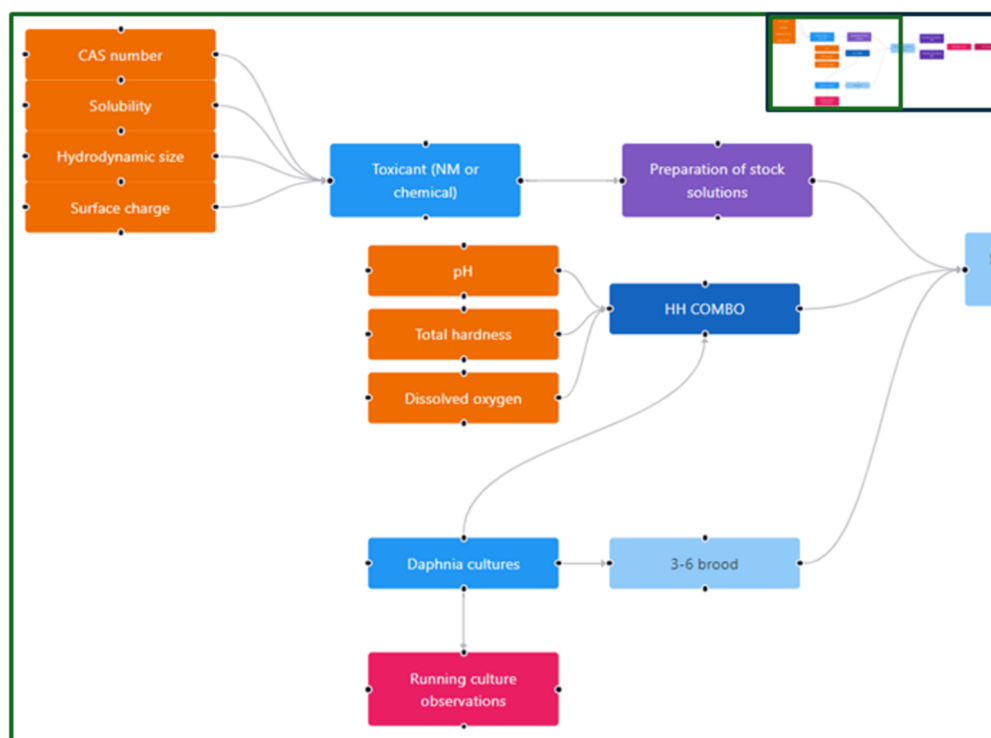 CAS number
Solubility
Hydrodynamic size
Surface charge
Toxicant (NM or
chemical)
Preparation of stock
solutions
pH
Total hardness
Dissolved oxygen
HH COMBO
Daphnia cultures
3-6 brood
Running culture
observations